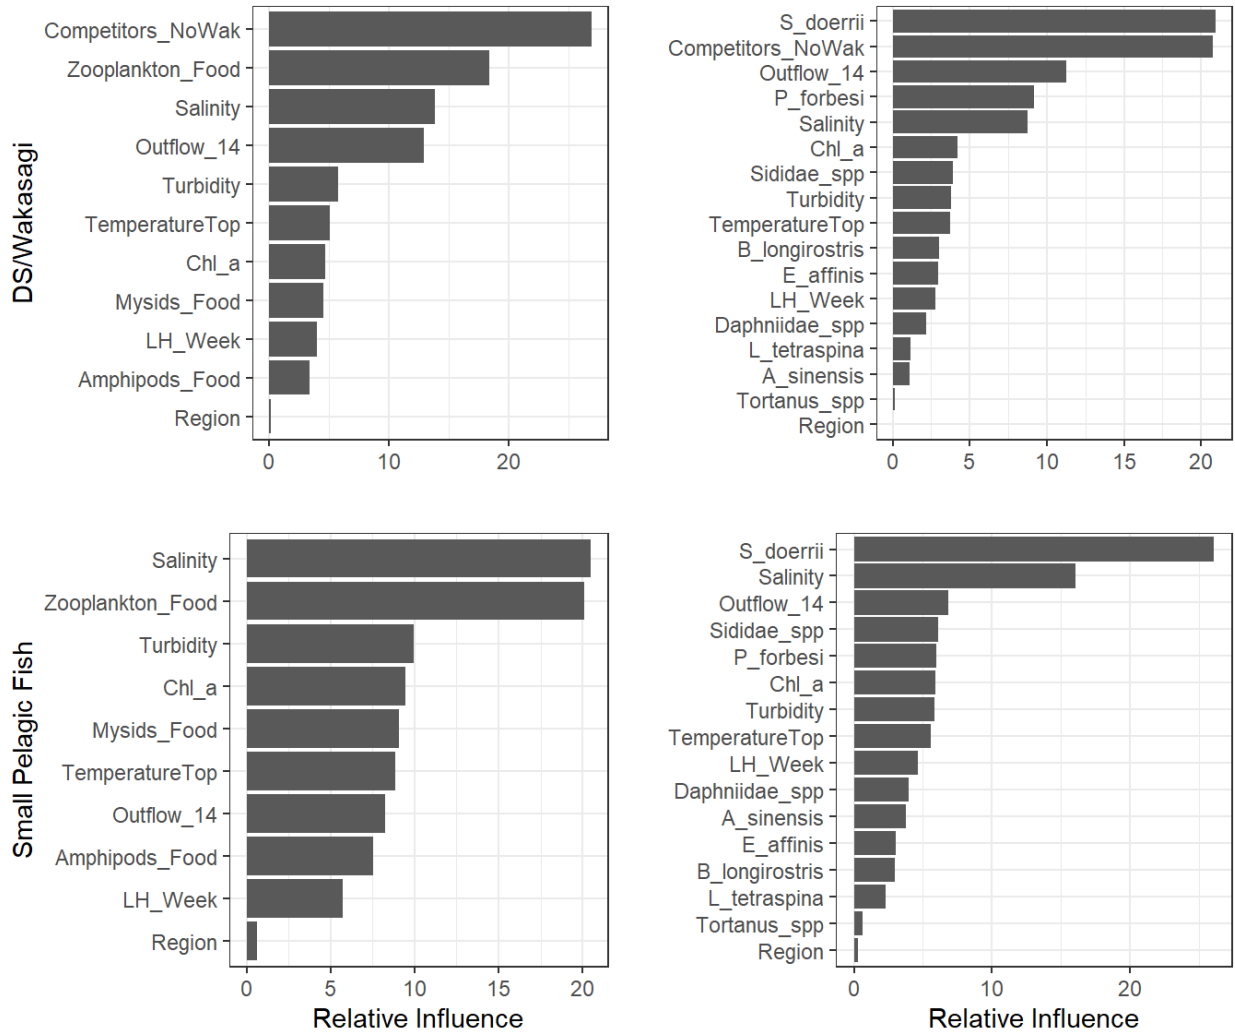 DS/Wakasagi
Competitors_NoWak
Zooplankton_Food
Salinity
Outflow_14
Turbidity
TemperatureTop
Chl_a
Mysids_Food
LH_Week
Amphipods_Food
Region
0 10 20
S_doerrii
Competitors_NoWak
Outflow_14
P_forbesi
Salinity
Chl_a
Sididae_spp
Turbidity
TemperatureTop
B_longirostris
E_affinis
LH_Week
Daphniidae_spp
L_tetraspina
A_sinensis
Tortanus_spp
Region
0 5 10 15 20
Small Pelagic Fish
Salinity
Zooplankton_Food
Turbidity
Chl_a
Mysids_Food
TemperatureTop
Outflow_14
Amphipods_Food
LH_Week
Region
0 5 10 15 20
Relative Influence
S_doerrii
Salinity
Outflow_14
Sididae_spp
P_forbesi
Chl_a
Turbidity
TemperatureTop
LH_Week
Daphniidae_spp
A_sinensis
E_affinis
B_longirostris
L_tetraspina
Tortanus_spp
Region
0 10 20
Relative Influence